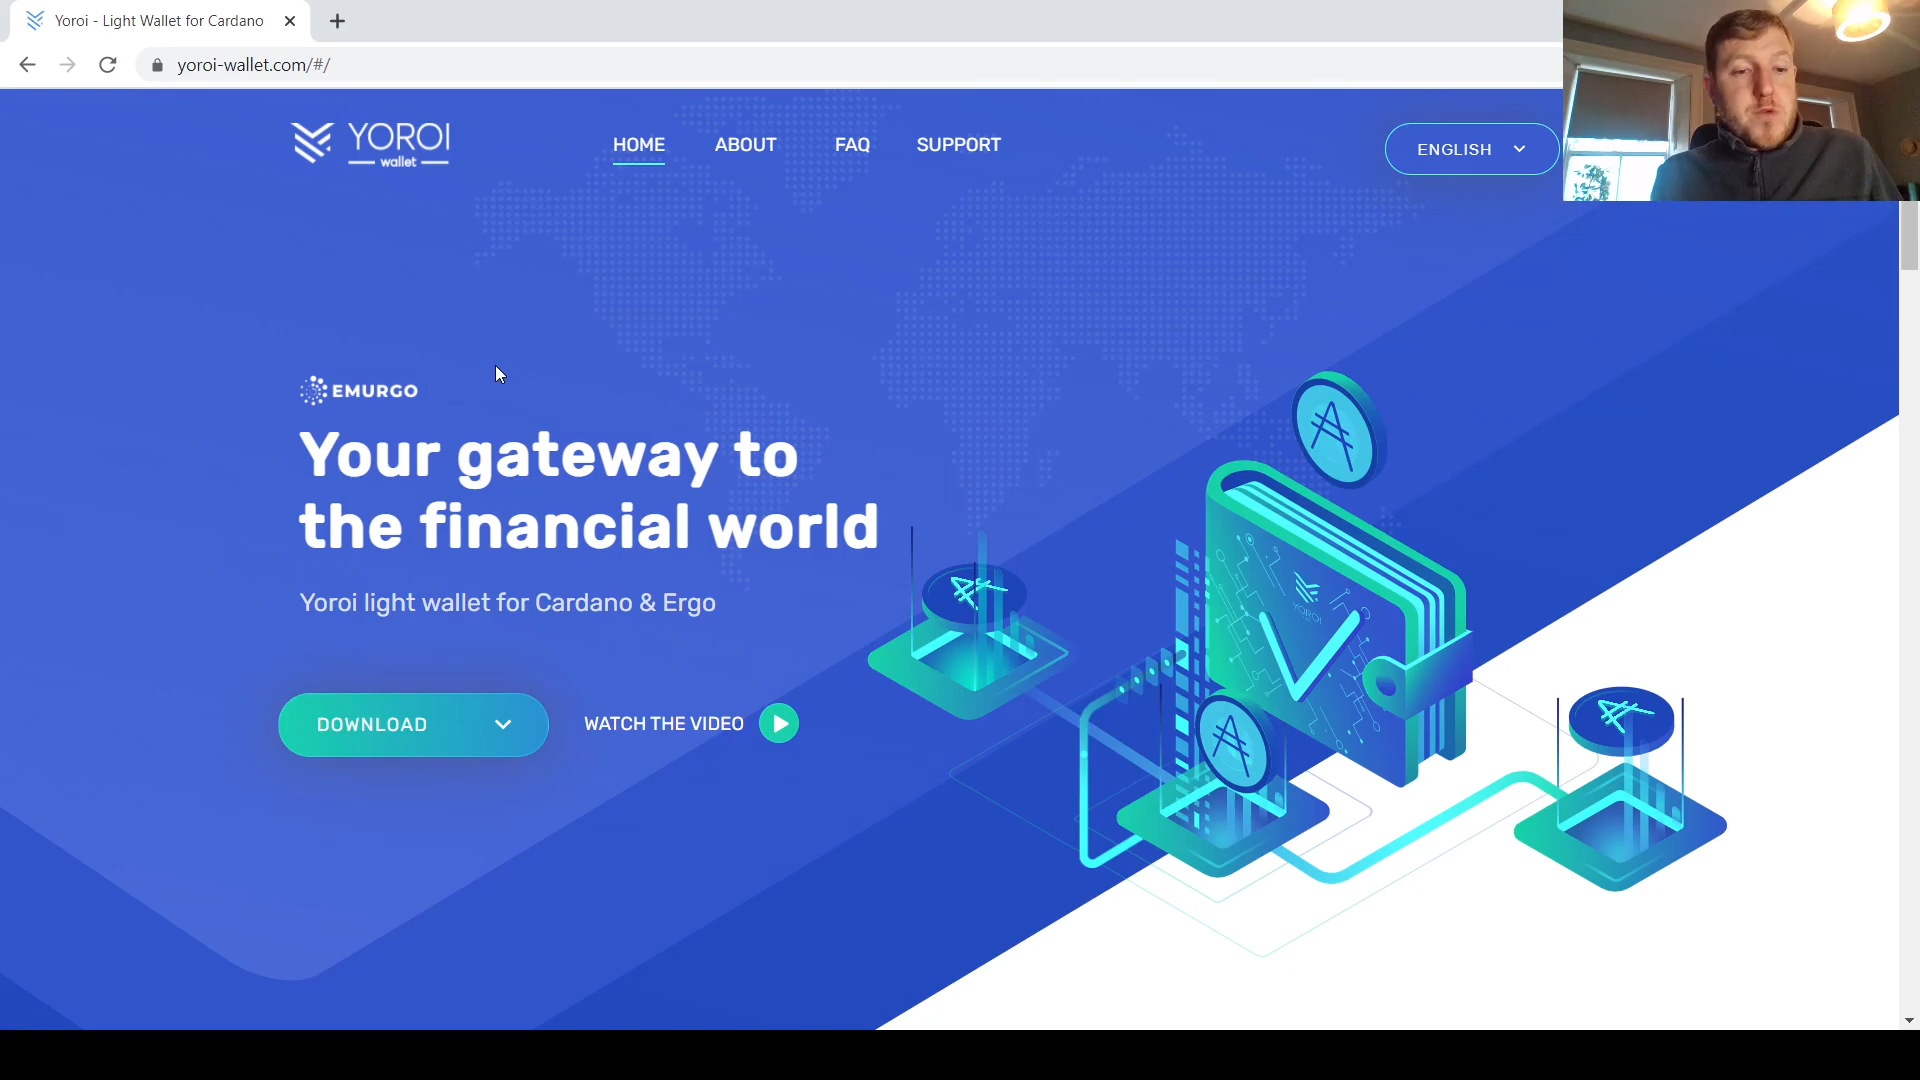 Yoroi - Light Wallet for Cardano
yoroi-wallet.com/#/
YOROI
wallet
HOME
ABOUT
FAQ
SUPPORT
ENGLISH
EMURGO
Your gateway to
the financial world
Yoroi light wallet for Cardano & Ergo
DOWNLOAD
WATCH THE VIDEO
YOROI